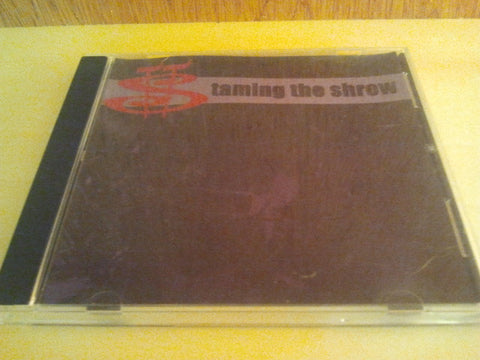 taming the shrew